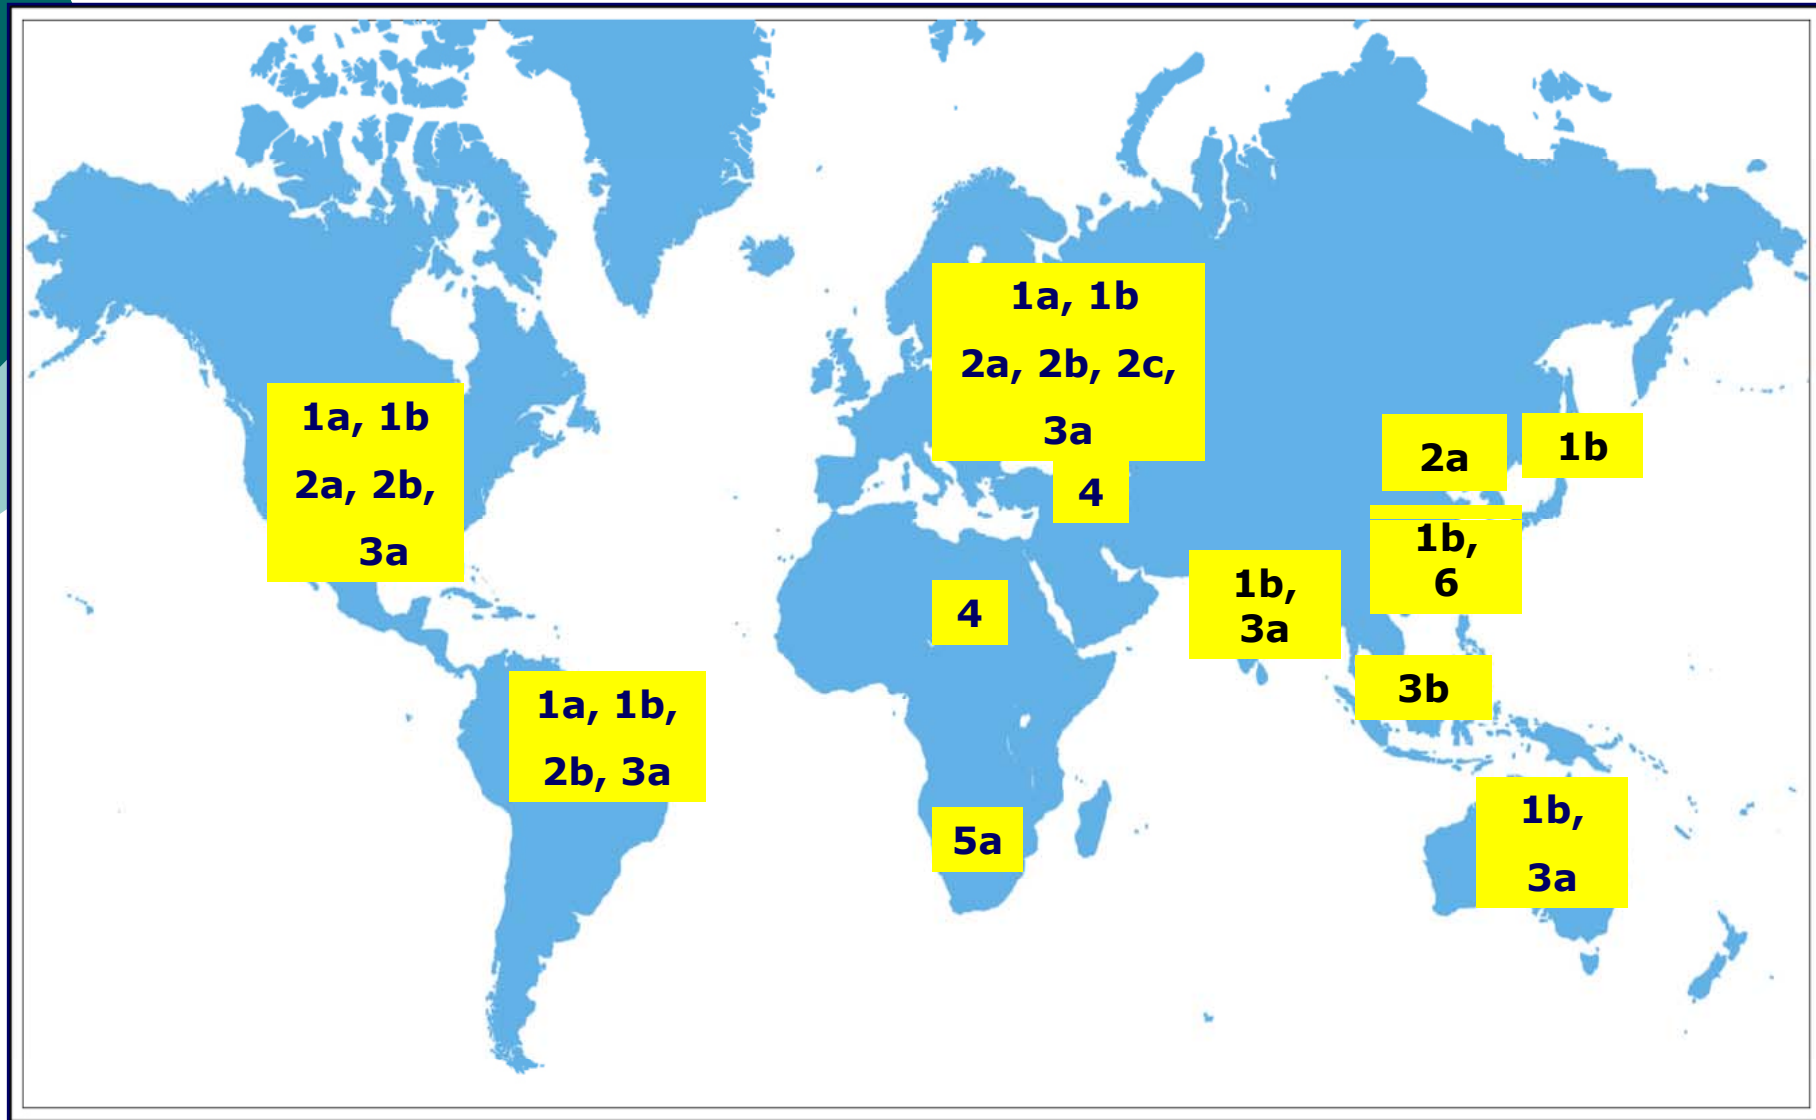 1a, 1b
2a, 2b, 2c,
3a
4
1a, 1b
2a, 2b,
3a
2a
1b
1b,
6
1b,
3a
4
3b
1a, 1b,
2b, 3a
5a
1b,
3a